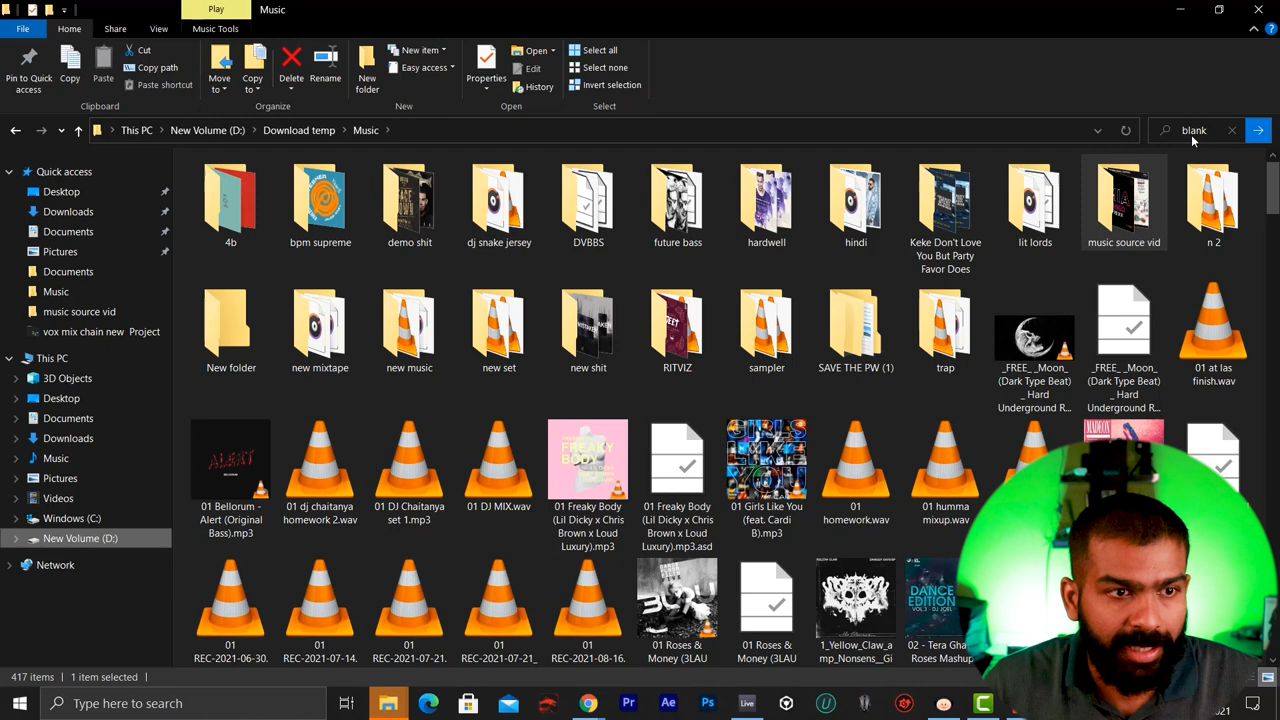 Play
Music
File
Home
Share
View
Music Tools
Pin to Quick access
Copy
Paste
Cut
Copy path
Paste shortcut
Move to
Copy to
Delete
Rename
New folder
New item
Easy access
Properties
Open
Edit
History
Select all
Select none
Invert selection
Clipboard
Organize
New
Open
Select
This PC
New Volume (D:)
Download temp
Music
blank
Quick access
Desktop
Downloads
Documents
Pictures
Documents
Music
music source vid
vox mix chain new Project
This PC
3D Objects
Desktop
Documents
Downloads
Music
Pictures
Videos
Windows (C:)
New Volume (D:)
Network
4b
bpm supreme
demo shit
dj snake jersey
DVBBS
future bass
hardwell
hindi
Keke Don't Love
You But Party
Favor Does
lit lords
music source vid
n 2
New folder
new mixtape
new music
new set
new shit
RITVIZ
sampler
SAVE THE PW (1)
trap
_FREE_ _Moon_
(Dark Type Beat)
_ Hard
Underground R...
_FREE_ _Moon_
(Dark Type Beat)
_ Hard
Underground R...
01 at las
finish.wav
01 Bellorum -
Alert (Original
Bass).mp3
01 dj chaitanya
homework 2.wav
01 DJ Chaitanya
set 1.mp3
01 DJ MIX.wav
01 Freaky Body
(Lil Dicky x Chris
Brown x Loud
Luxury).mp3
01 Freaky Body
(Lil Dicky x Chris
Brown x Loud
Luxury).mp3.asd
01 Girls Like You
(feat. Cardi
B).mp3
01
homework.wav
01 humma
mixup.wav
01
REC-2021-06-30.
01
REC-2021-07-14.
01
REC-2021-07-21.
01
REC-2021-07-21_
01
REC-2021-08-16.
01 Roses &
Money (3LAU
01 Roses &
Money (3LAU
1_Yellow_Claw_a
mp_Nonsens__Gi
02 - Tera Gha
Roses Mashup
417 items
1 item selected
Type here to search